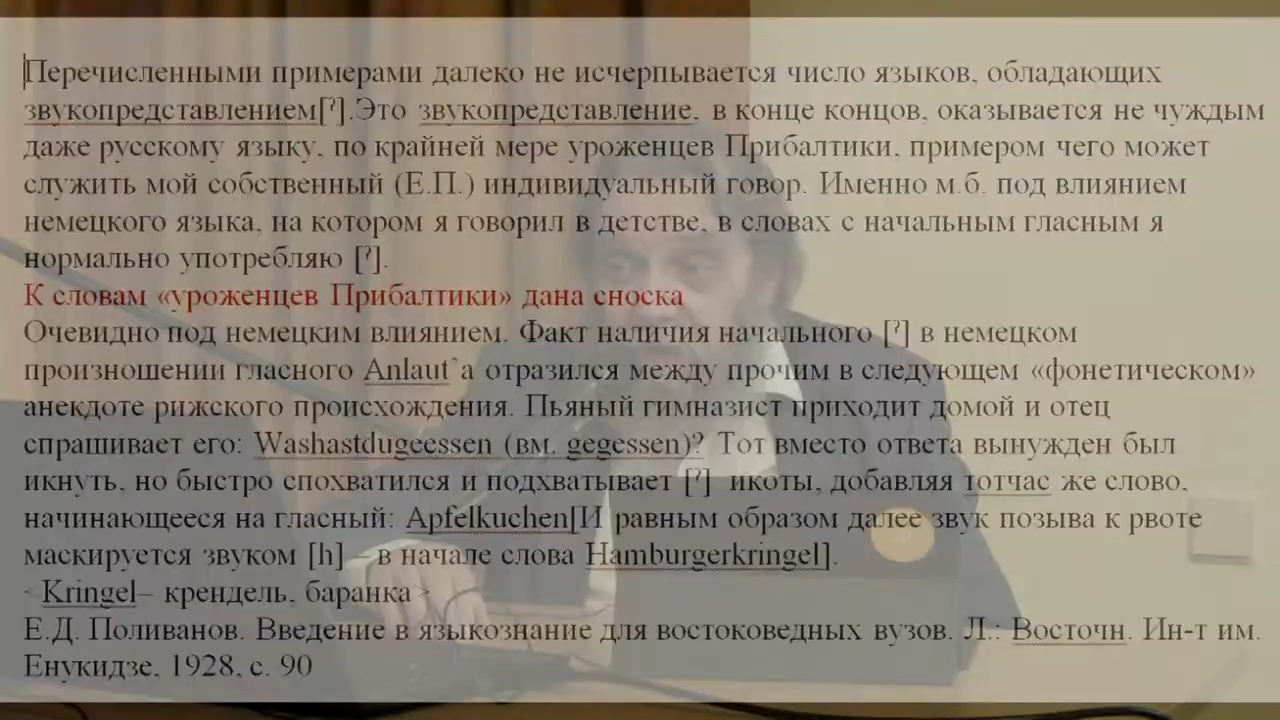 Перечисленными примерами далеко не исчерпывается число языков, обладающих
звукопредставлением[ˀ].Это звукопредставление, в конце концов, оказывается не чуждым
даже русскому языку, по крайней мере уроженцев Прибалтики, примером чего может
служить мой собственный (Е.П.) индивидуальный говор. Именно м.б. под влиянием
немецкого языка, на котором я говорил в детстве, в словах с начальным гласным я
нормально употребляю [ˀ].
К словам «уроженцев Прибалтики» дана сноска
Очевидно под немецким влиянием. Факт наличия начального [ˀ] в немецком
произношении гласного Anlaut`a отразился между прочим в следующем «фонетическом»
анекдоте рижского происхождения. Пьяный гимназист приходит домой и отец
спрашивает его: Washastdugeessen (вм. gegessen)? Тот вместо ответа вынужден был
икнуть, но быстро спохватился и подхватывает [ˀ] икоты, добавляя тотчас же слово,
начинающееся на гласный: Apfelkuchen[И равным образом далее звук позыва к рвоте
маскируется звуком [h] – в начале слова Hamburgerkringel].
< Kringel– крендель, баранка>
Е.Д. Поливанов. Введение в языкознание для востоковедных вузов. Л.: Восточн. Ин-т им.
Енукидзе, 1928, с. 90